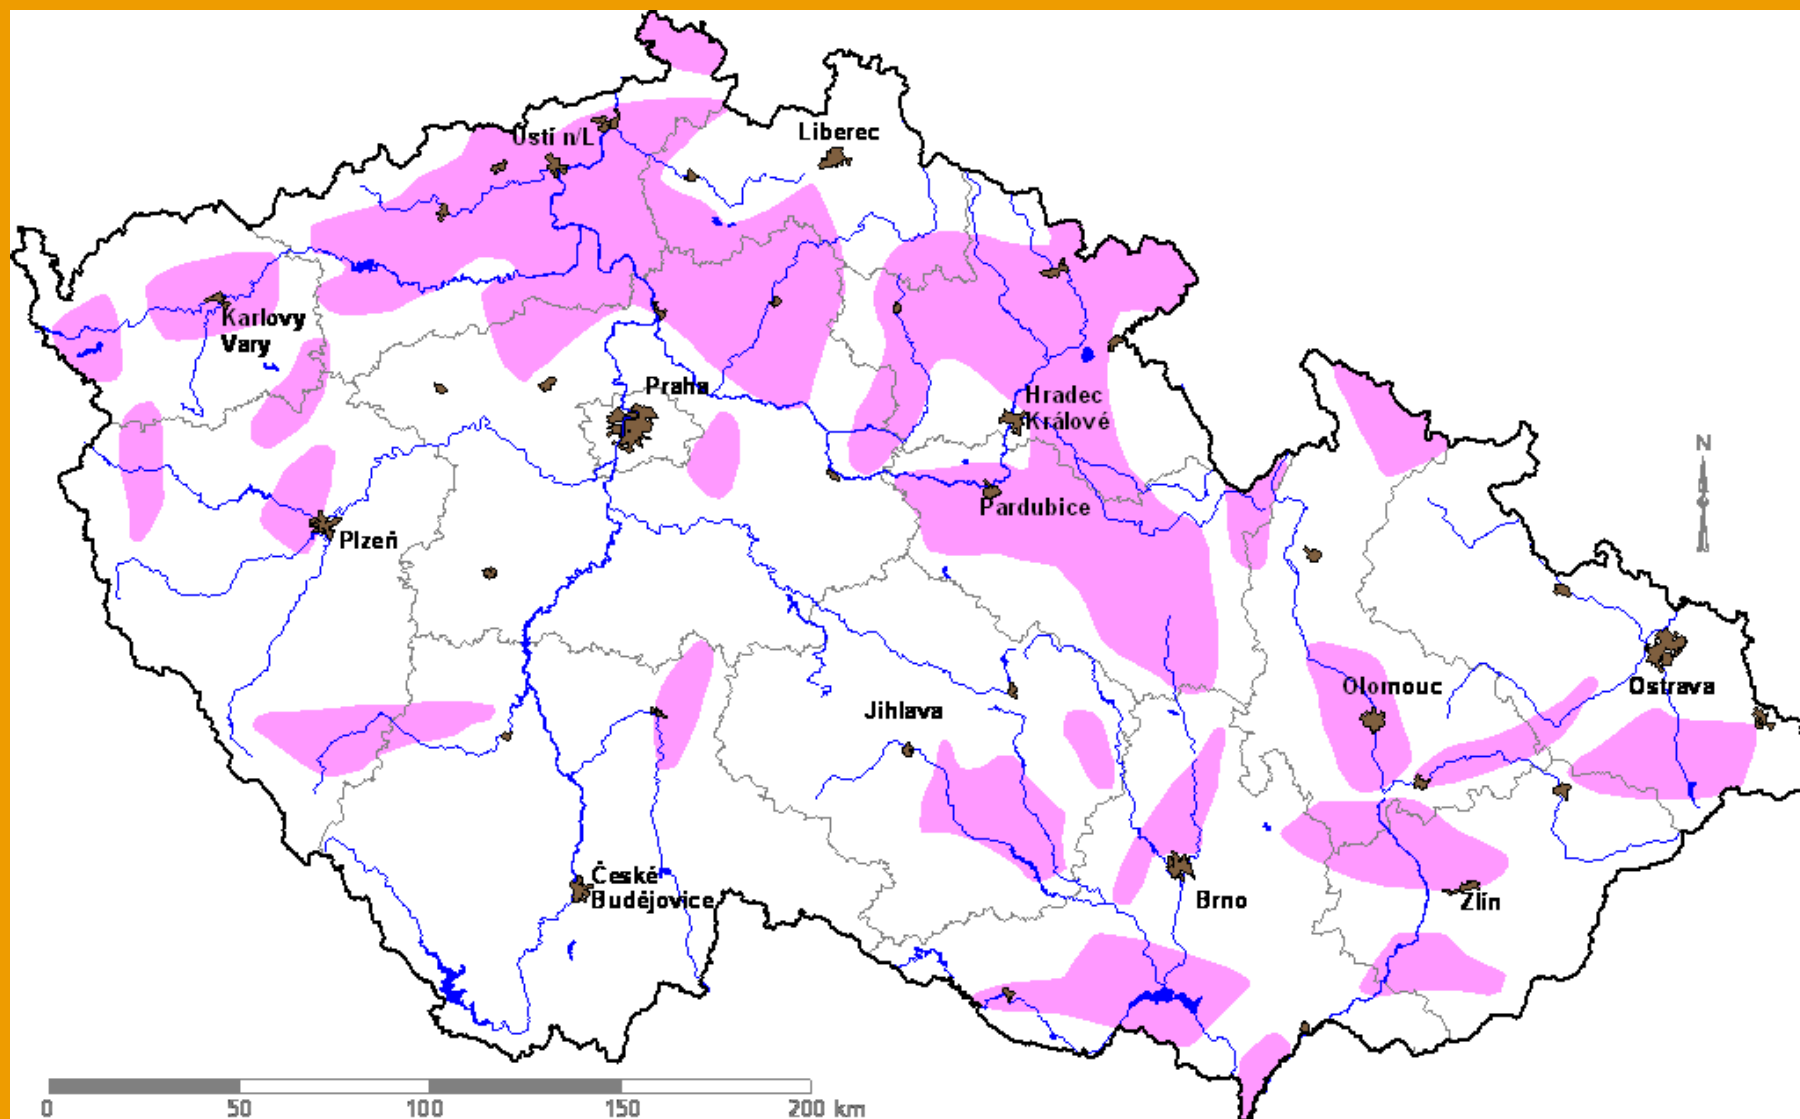 Ústí n/L
Liberec
Karlovy
Vary
Praha
Hradec
Králové
Pardubice
N
Plzeň
Olomouc
Ostrava
Jihlava
České
Budějovice
Brno
Zlín
0 50 100 150 200 km